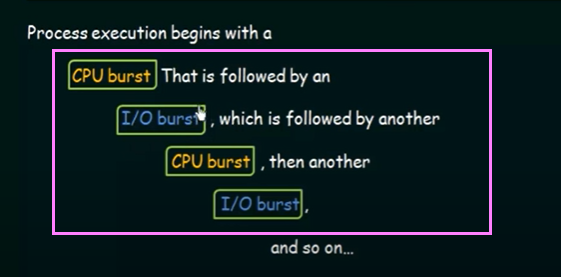 Process execution begins with a
CPU burst That is followed by an
I/O burst , which is followed by another
CPU burst , then another
I/O burst ,
and so on...